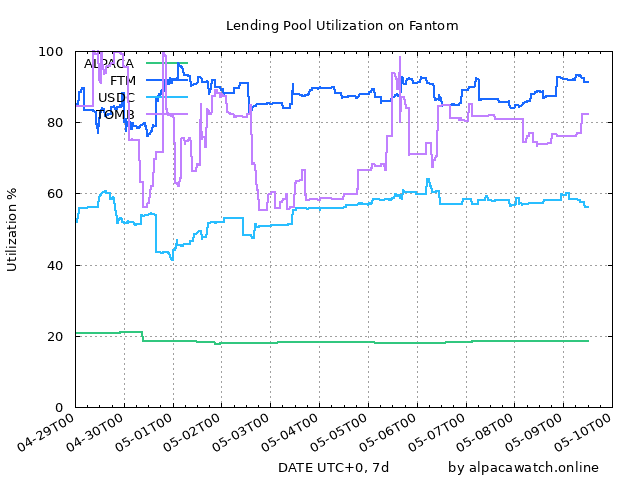 Lending Pool Utilization on Fantom
Utilization %
100
80
60
40
20
0
ALPACA
FTM
USDC
TOMB
04-29T00
04-30T00
05-01T00
05-02T00
05-03T00
05-04T00
05-05T00
05-06T00
05-07T00
05-08T00
05-09T00
05-10T00
DATE UTC+0, 7d
by alpacawatch.online